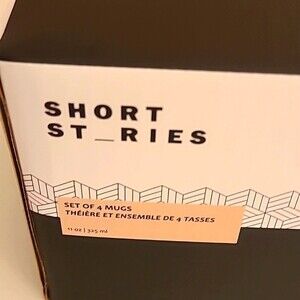 SHORT
ST_RIES
SET OF 4 MUGS
THÉIÈRE ET ENSEMBLE DE 4 TASSES
11 oz | 325 ml